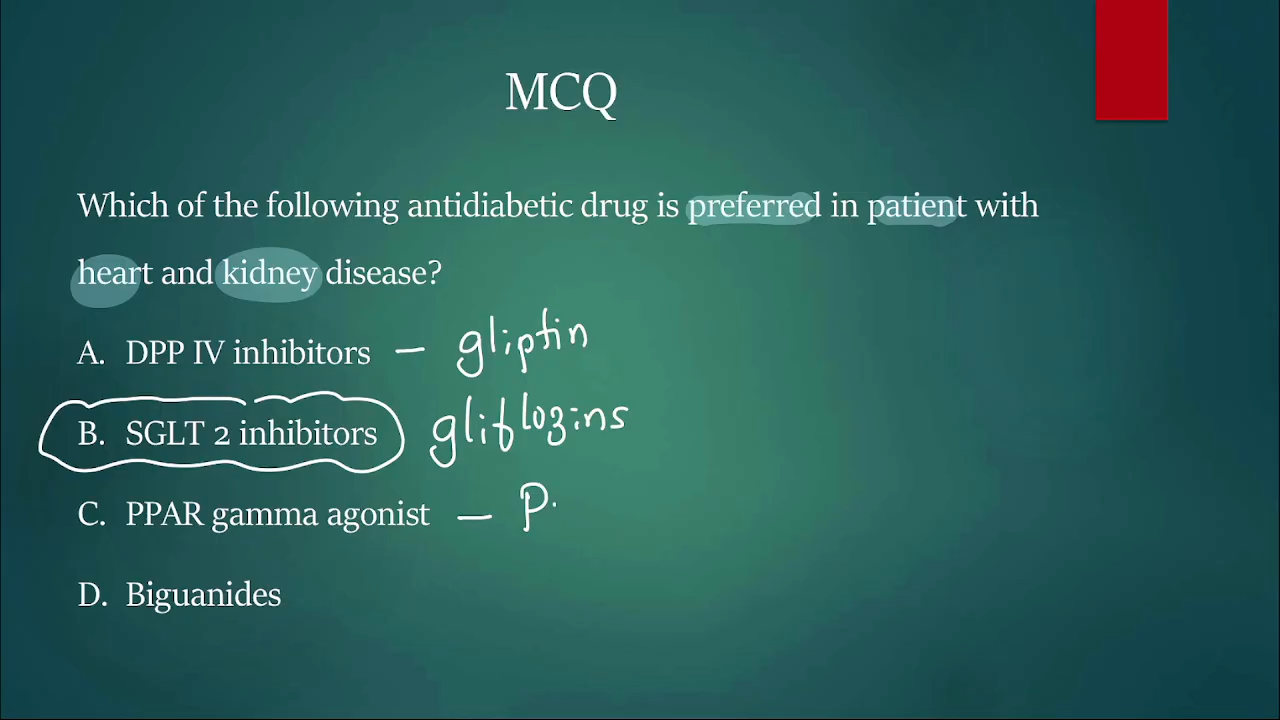 MCQ
Which of the following antidiabetic drug is preferred in patient with
heart and kidney disease?
A. DPP IV inhibitors – gliptin
B. SGLT 2 inhibitors gliflozins
C. PPAR gamma agonist – P.
D. Biguanides